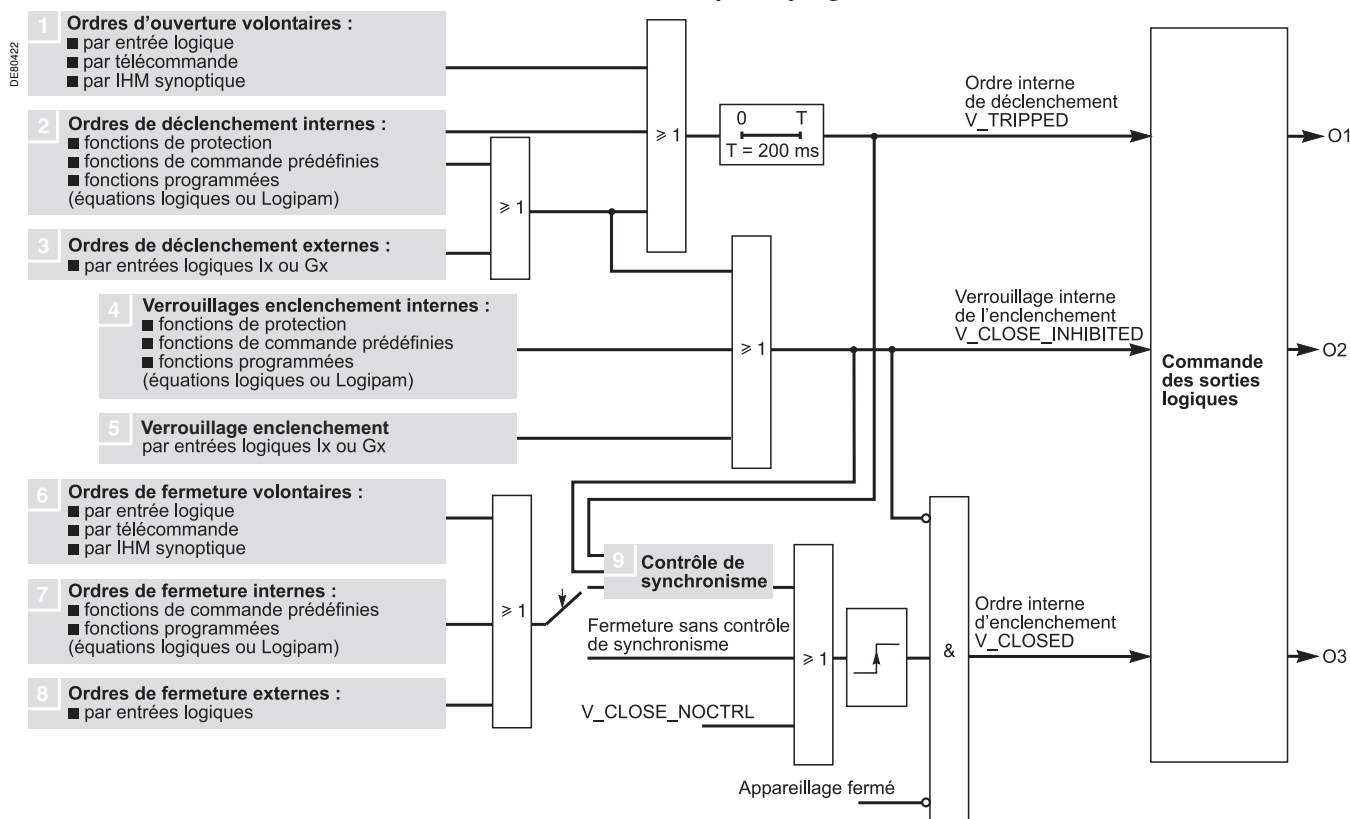 DE80422
1
Ordres d'ouverture volontaires :
■ par entrée logique
■ par télécommande
■ par IHM synoptique
2
Ordres de déclenchement internes :
■ fonctions de protection
■ fonctions de commande prédéfinies
■ fonctions programmées
(équations logiques ou Logipam)
3
Ordres de déclenchement externes :
■ par entrées logiques Ix ou Gx
4
Verrouillages enclenchement internes :
■ fonctions de protection
■ fonctions de commande prédéfinies
■ fonctions programmées
(équations logiques ou Logipam)
5
Verrouillage enclenchement
par entrées logiques Ix ou Gx
6
Ordres de fermeture volontaires :
■ par entrée logique
■ par télécommande
■ par IHM synoptique
7
Ordres de fermeture internes :
■ fonctions de commande prédéfinies
■ fonctions programmées
(équations logiques ou Logipam)
8
Ordres de fermeture externes :
■ par entrées logiques
⩾ 1
⩾ 1
⩾ 1
⩾ 1
0 T
T = 200 ms
9
Contrôle de
synchronisme
Fermeture sans contrôle
de synchronisme
V_CLOSE_NOCTRL
⩾ 1
Appareillage fermé
&
Ordre interne
de déclenchement
V_TRIPPED
Verrouillage interne
de l'enclenchement
V_CLOSE_INHIBITED
Ordre interne
d'enclenchement
V_CLOSED
Commande
des sorties
logiques
O1
O2
O3